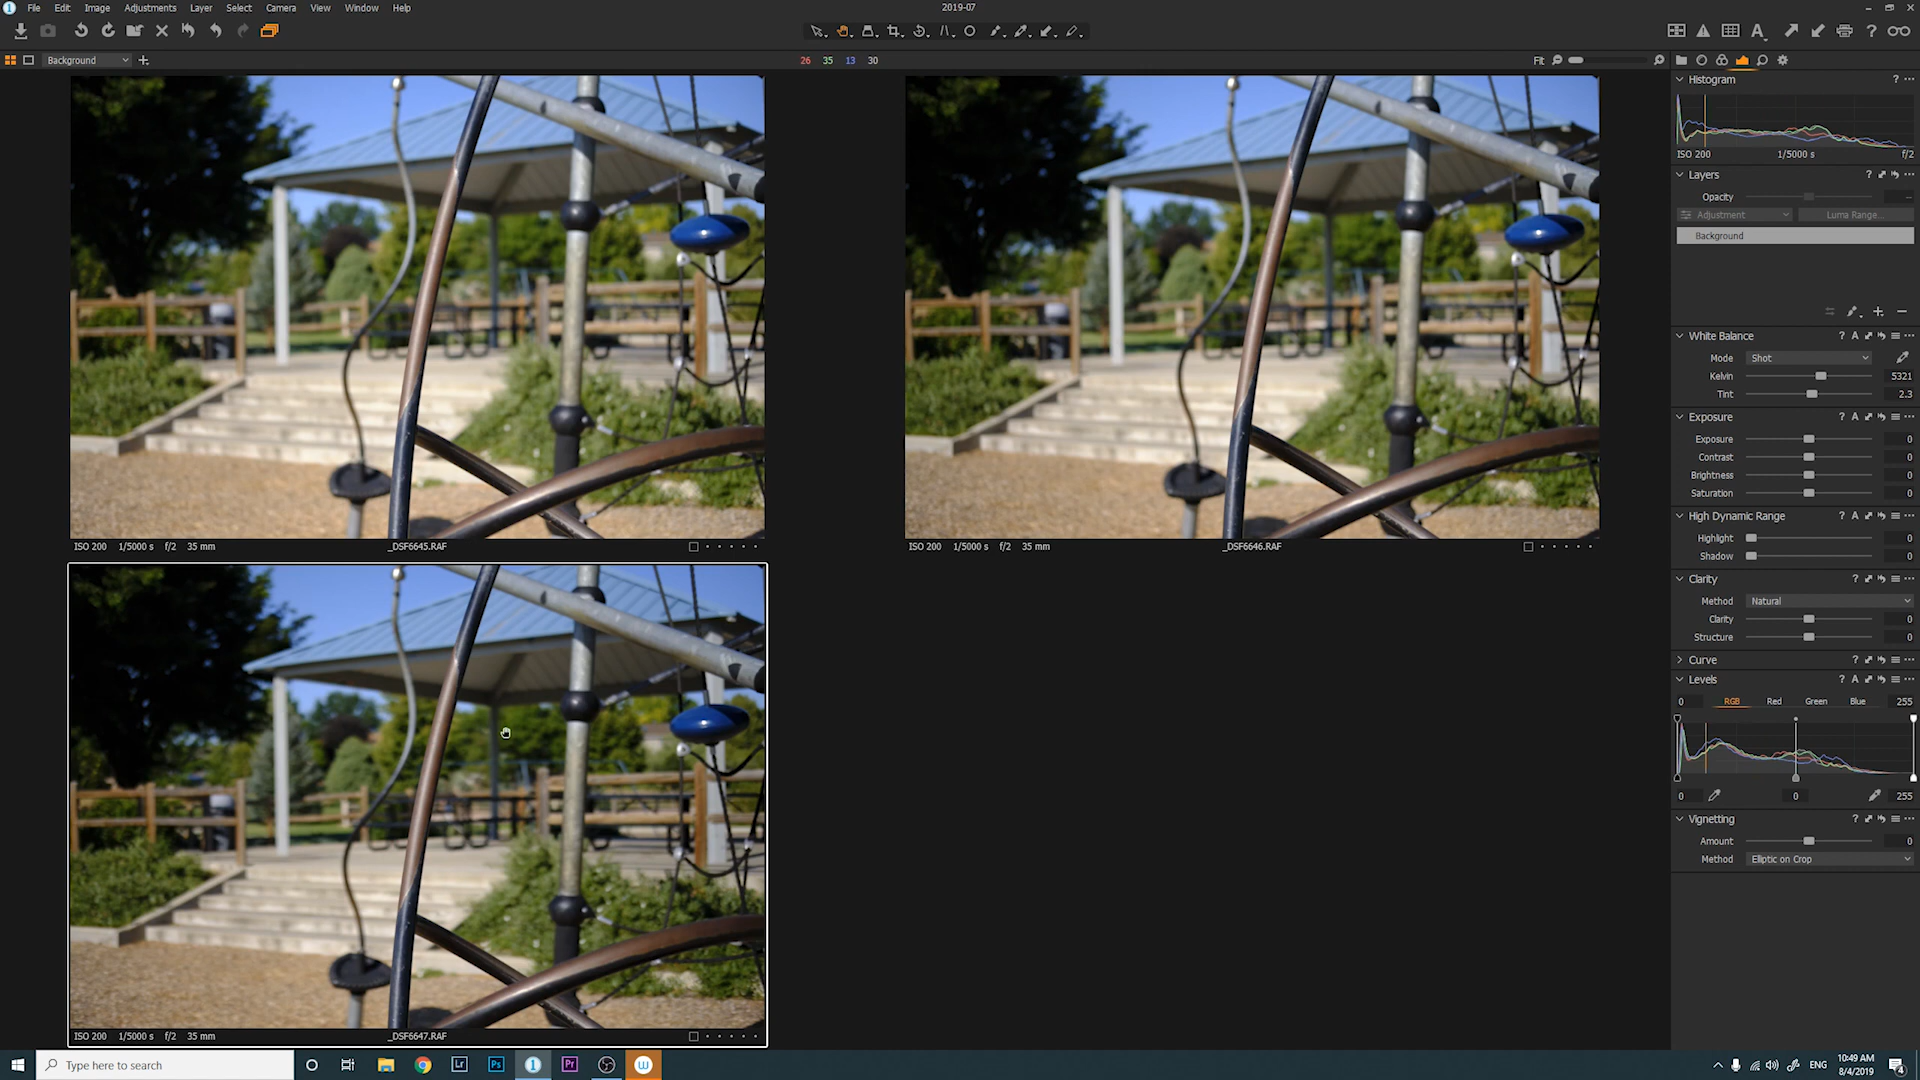 File Edit Image Adjustments Layer Select Camera View Window Help
2019-07
Background
26 35 13 30
Fit
Histogram
ISO 200 1/5000 s f/2
Layers
Opacity
Adjustment Luma Range...
Background
White Balance
Mode Shot
Kelvin 5321
Tint 2.3
Exposure
Exposure 0
Contrast 0
Brightness 0
Saturation 0
High Dynamic Range
Highlight 0
Shadow 0
Clarity
Method Natural
Clarity 0
Structure 0
Curve
Levels
0 RGB Red Green Blue 255
0 0 255
Vignetting
Amount 0
Method Elliptic on Crop
ISO 200 1/5000 s f/2 35 mm _DSF6645.RAF
ISO 200 1/5000 s f/2 35 mm _DSF6646.RAF
ISO 200 1/5000 s f/2 35 mm _DSF6647.RAF
Type here to search
Lr Ps 1 Pr W
ENG
10:49 AM
8/4/2019
4